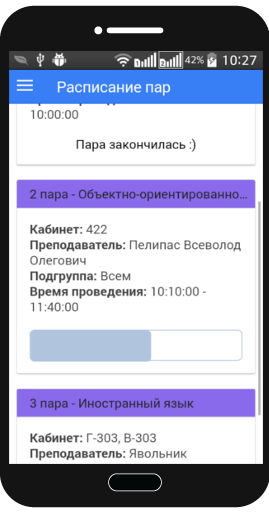 42% 10:27
Расписание пар
10:00:00
Пара закончилась :)
2 пара - Объектно-ориентированно...
Кабинет: 422
Преподаватель: Пелипас Всеволод
Олегович
Подгруппа: Всем
Время проведения: 10:10:00 -
11:40:00
3 пара - Иностранный язык
Кабинет: Г-303, В-303
Преподаватель: Явольник